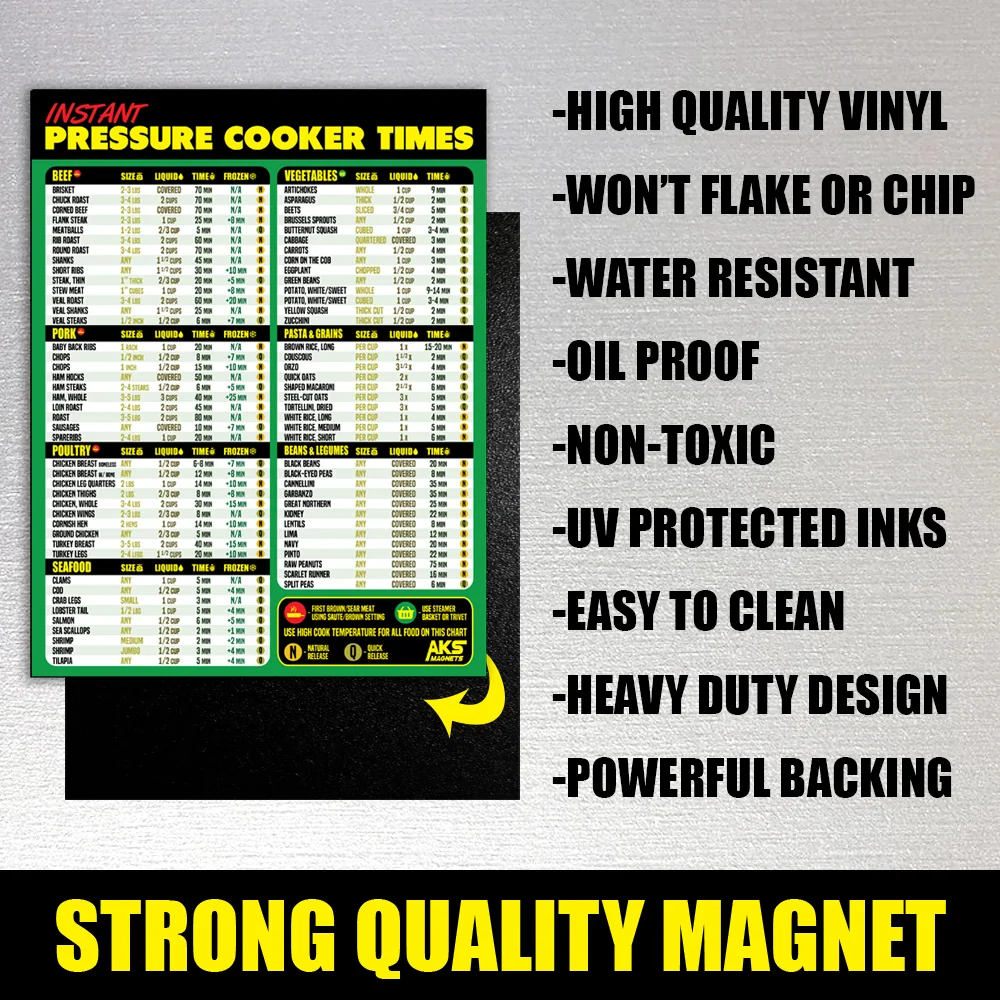 INSTANT
PRESSURE COOKER TIMES
BEEF SIZE LIQUID TIME FROZEN
BRISKET 2-3 LBS COVERED 70 MIN N/A N
CHUCK ROAST 3-4 LBS 2 CUPS 70 MIN N/A N
CORNED BEEF 2-3 LBS COVERED 70 MIN N/A N
FLANK STEAK 2-3 LBS 1 CUP 25 MIN +8 MIN N
MEATBALLS 1-2 LBS 2/3 CUP 5 MIN N/A N
RIB ROAST 3-4 LBS 2 CUPS 60 MIN N/A N
ROUND ROAST 3-4 LBS 2 CUPS 70 MIN N/A N
SHANKS ANY 1 1/2 CUPS 45 MIN N/A N
SHORT RIBS ANY 1 1/2 CUPS 30 MIN +10 MIN N
STEAK, THIN 1" THICK 2/3 CUP 20 MIN +5 MIN N
STEW MEAT 1" CUBES 1 CUP 20 MIN +8 MIN N
VEAL ROAST 3-4 LBS 2 CUPS 60 MIN +20 MIN N
VEAL SHANKS ANY 1 1/2 CUPS 25 MIN N/A N
VEAL STEAKS 1/2 INCH 1/2 CUP 6 MIN +7 MIN
PORK SIZE LIQUID TIME FROZEN
BABY BACK RIBS 1 RACK 1 CUP 20 MIN N/A N
CHOPS 1/2 INCH 1/2 CUP 8 MIN +7 MIN
CHOPS 1 INCH 1/2 CUP 15 MIN +10 MIN N
HAM HOCKS ANY COVERED 50 MIN N/A N
HAM STEAKS 2-4 STEAKS 1/2 CUP 6 MIN +5 MIN
HAM, WHOLE 3-5 LBS 3 CUPS 40 MIN +25 MIN N
LOIN ROAST 2-4 LBS 2 CUPS 45 MIN N/A N
ROAST 3-5 LBS 2 CUPS 80 MIN N/A N
SAUSAGES ANY COVERED 10 MIN +7 MIN
SPARERIBS 2-4 LBS 1 CUP 20 MIN N/A N
POULTRY SIZE LIQUID TIME FROZEN
CHICKEN BREAST BONELESS ANY 1/2 CUP 6-8 MIN +7 MIN
CHICKEN BREAST W/ BONE ANY 1/2 CUP 12 MIN +8 MIN
CHICKEN LEG QUARTERS 2 LBS 1 CUP 14 MIN +10 MIN N
CHICKEN THIGHS 2 LBS 2/3 CUP 8 MIN +8 MIN
CHICKEN, WHOLE 3-4 LBS 2 CUPS 30 MIN +15 MIN N
CHICKEN WINGS 2-3 LBS 2/3 CUP 8 MIN N/A
CORNISH HEN 2 HENS 1 CUP 14 MIN +10 MIN
GROUND CHICKEN ANY 2/3 CUP 5 MIN N/A
TURKEY BREAST 3-5 LBS 2 CUPS 40 MIN +15 MIN N
TURKEY LEGS 2-4 LEGS 1 1/2 CUPS 20 MIN +10 MIN N
SEAFOOD SIZE LIQUID TIME FROZEN
CLAMS ANY 1 CUP 5 MIN N/A Q
COD ANY 1/2 CUP 5 MIN N/A Q
CRAB LEGS SMALL 1 CUP 5 MIN N/A Q
LOBSTER TAIL 1/2 LBS 1 CUP 5 MIN +4 MIN Q
SALMON ANY 1/2 CUP 6 MIN +5 MIN Q
SEA SCALLOPS ANY 1/2 CUP 2 MIN +1 MIN Q
SHRIMP MEDIUM 1/2 CUP 2 MIN +2 MIN Q
SHRIMP JUMBO 1/2 CUP 3 MIN +4 MIN Q
TILAPIA ANY 1/2 CUP 5 MIN +4 MIN Q
VEGETABLES SIZE LIQUID TIME
ARTICHOKES WHOLE 1 CUP 9 MIN Q
ASPARAGUS THICK 1/2 CUP 2 MIN Q
BEETS SLICED 3/4 CUP 5 MIN Q
BRUSSELS SPROUTS ANY 1/2 CUP 2 MIN Q
BUTTERNUT SQUASH CUBED 1 CUP 3-4 MIN Q
CABBAGE QUARTERED COVERED 3 MIN Q
CARROTS ANY 1/2 CUP 2 MIN Q
CORN ON THE COB ANY 1 CUP 3 MIN Q
EGGPLANT CHOPPED 1/2 CUP 4 MIN Q
GREEN BEANS ANY 1/2 CUP 2 MIN Q
POTATO, WHITE/SWEET WHOLE 1 CUP 9-14 MIN Q
POTATO, WHITE/SWEET CUBED 1 CUP 3-4 MIN Q
YELLOW SQUASH THICK CUT 1/2 CUP 2 MIN Q
ZUCCHINI THICK CUT 1/2 CUP 2 MIN Q
PASTA & GRAINS SIZE LIQUID TIME
BROWN RICE, LONG PER CUP 1 X 15-20 MIN N
COUSCOUS PER CUP 1 1/2 X 2 MIN
ORZO PER CUP 3 1/2 X 4 MIN
QUICK OATS PER CUP 2 X 3 MIN
SHAPED MACARONI PER CUP 2 1/2 X 6 MIN
STEEL-CUT OATS PER CUP 3 X 5 MIN
TORTELLINI, DRIED PER CUP 3 X 5 MIN
WHITE RICE, LONG PER CUP 1 X 4 MIN N
WHITE RICE, MEDIUM PER CUP 1 X 5 MIN N
WHITE RICE, SHORT PER CUP 1 X 6 MIN N
BEANS & LEGUMES SIZE LIQUID TIME
BLACK BEANS ANY COVERED 20 MIN N
BLACK-EYED PEAS ANY COVERED 8 MIN N
CANNELLINI ANY COVERED 35 MIN N
GARBANZO ANY COVERED 35 MIN N
GREAT NORTHERN ANY COVERED 25 MIN N
KIDNEY ANY COVERED 22 MIN N
LENTILS ANY COVERED 8 MIN
LIMA ANY COVERED 12 MIN N
NAVY ANY COVERED 20 MIN N
PINTO ANY COVERED 22 MIN N
RAW PEANUTS ANY COVERED 75 MIN N
SCARLET RUNNER ANY COVERED 16 MIN N
SPLIT PEAS ANY COVERED 6 MIN
FIRST BROWN/SEAR MEAT
USING SAUTE/BROWN SETTING
USE STEAMER
BASKET OR TRIVET
USE HIGH COOK TEMPERATURE FOR ALL FOOD ON THIS CHART
N - NATURAL RELEASE
Q - QUICK RELEASE
AKS
MAGNETS
-HIGH QUALITY VINYL
-WON'T FLAKE OR CHIP
-WATER RESISTANT
-OIL PROOF
-NON-TOXIC
-UV PROTECTED INKS
-EASY TO CLEAN
-HEAVY DUTY DESIGN
-POWERFUL BACKING
STRONG QUALITY MAGNET